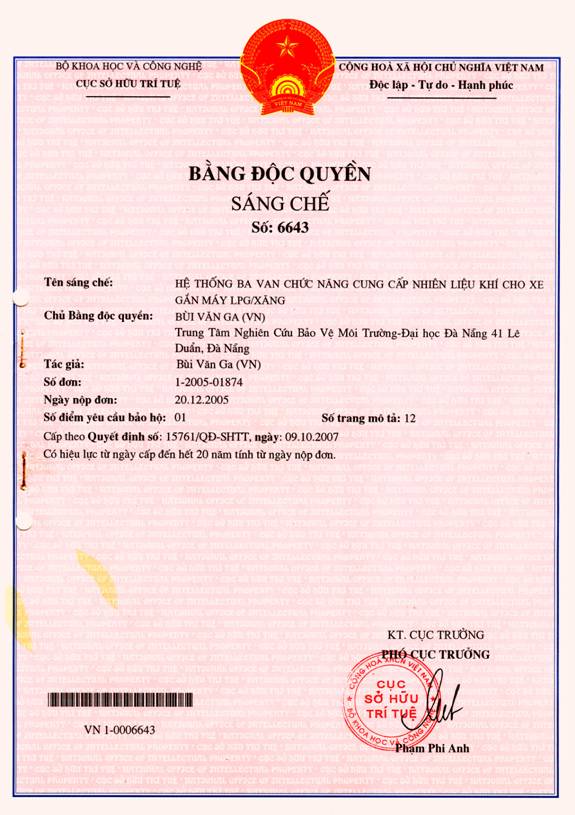 BỘ KHOA HỌC VÀ CÔNG NGHỆ
CỤC SỞ HỮU TRÍ TUỆ
CỘNG HOÀ XÃ HỘI CHỦ NGHĨA VIỆT NAM
Độc lập - Tự do - Hạnh phúc
VIỆT NAM
BẰNG ĐỘC QUYỀN
SÁNG CHẾ
Số: 6643
Tên sáng chế: HỆ THỐNG BA VAN CHỨC NĂNG CUNG CẤP NHIÊN LIỆU KHÍ CHO XE
GẮN MÁY LPG/XĂNG
Chủ Bằng độc quyền: BÙI VĂN GA (VN)
Trung Tâm Nghiên Cứu Bảo Vệ Môi Trường-Đại học Đà Nẵng 41 Lê
Duẩn, Đà Nẵng
Tác giả: Bùi Văn Ga (VN)
Số đơn: 1-2005-01874
Ngày nộp đơn: 20.12.2005
Số điểm yêu cầu bảo hộ: 01 Số trang mô tả: 12
Cấp theo Quyết định số: 15761/QĐ-SHTT, ngày: 09.10.2007
Có hiệu lực từ ngày cấp đến hết 20 năm tính từ ngày nộp đơn.
KT. CỤC TRƯỞNG
PHÓ CỤC TRƯỞNG
CỘNG HOÀ XHCN VIỆT NAM
CỤC
SỞ HỮU
TRÍ TUỆ
BỘ KHOA HỌC VÀ CÔNG NGHỆ
Phạm Phi Anh
VN 1-0006643